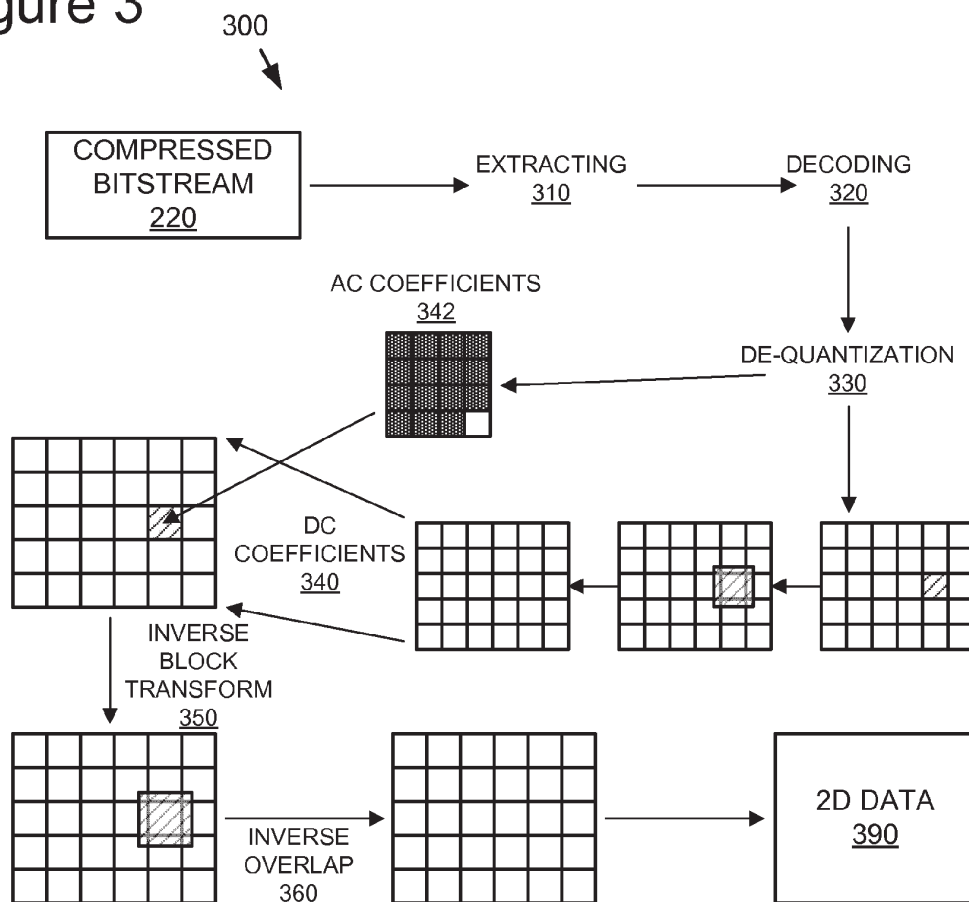 gure 3
300
COMPRESSED
BITSTREAM
220
EXTRACTING
310
DECODING
320
AC COEFFICIENTS
342
DE-QUANTIZATION
330
DC
COEFFICIENTS
340
INVERSE
BLOCK
TRANSFORM
350
INVERSE
OVERLAP
360
2D DATA
390